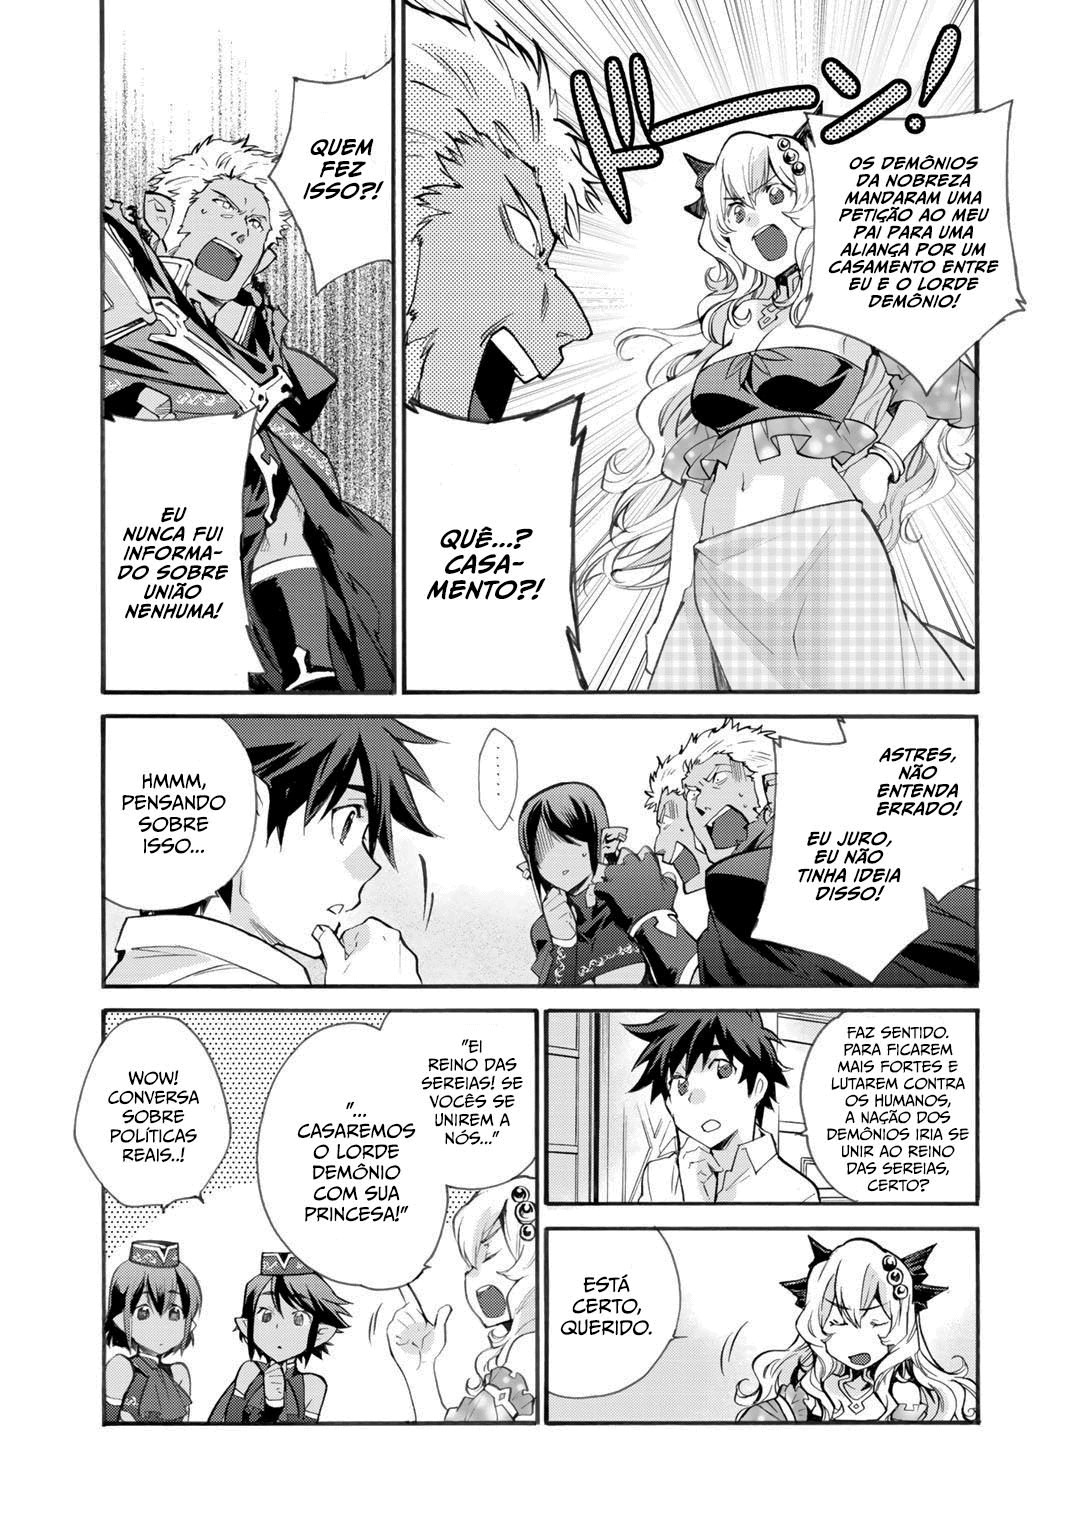 ドーン!
OS DEMÔNIOS
DA NOBREZA
MANDARAM UMA
PETIÇÃO AO MEU
PAI PARA UMA
ALIANÇA POR UM
CASAMENTO ENTRE
EU E O LORDE
DEMÔNIO!
QUÊ...?
CASA-
MENTO?!
QUEM
FEZ
ISSO?!
EU
NUNCA FUI
INFORMA-
DO SOBRE
UNIÃO
NENHUMA!
ASTRES,
NÃO
ENTENDA
ERRADO!
EU JURO,
EU NÃO
TINHA IDEIA
DISSO!
......
HMMM,
PENSANDO
SOBRE
ISSO...
FAZ SENTIDO.
PARA FICAREM
MAIS FORTES E
LUTAREM CONTRA
OS HUMANOS,
A NAÇÃO DOS
DEMÔNIOS IRIA SE
UNIR AO REINO
DAS SEREIAS,
CERTO?
ESTÁ
CERTO,
QUERIDO.
"EI
REINO DAS
SEREIAS! SE
VOCÊS SE
UNIREM A
NÓS..."
"...
CASAREMOS
O LORDE
DEMÔNIO
COM SUA
PRINCESA!"
WOW!
CONVERSA
SOBRE
POLÍTICAS
REAIS..!